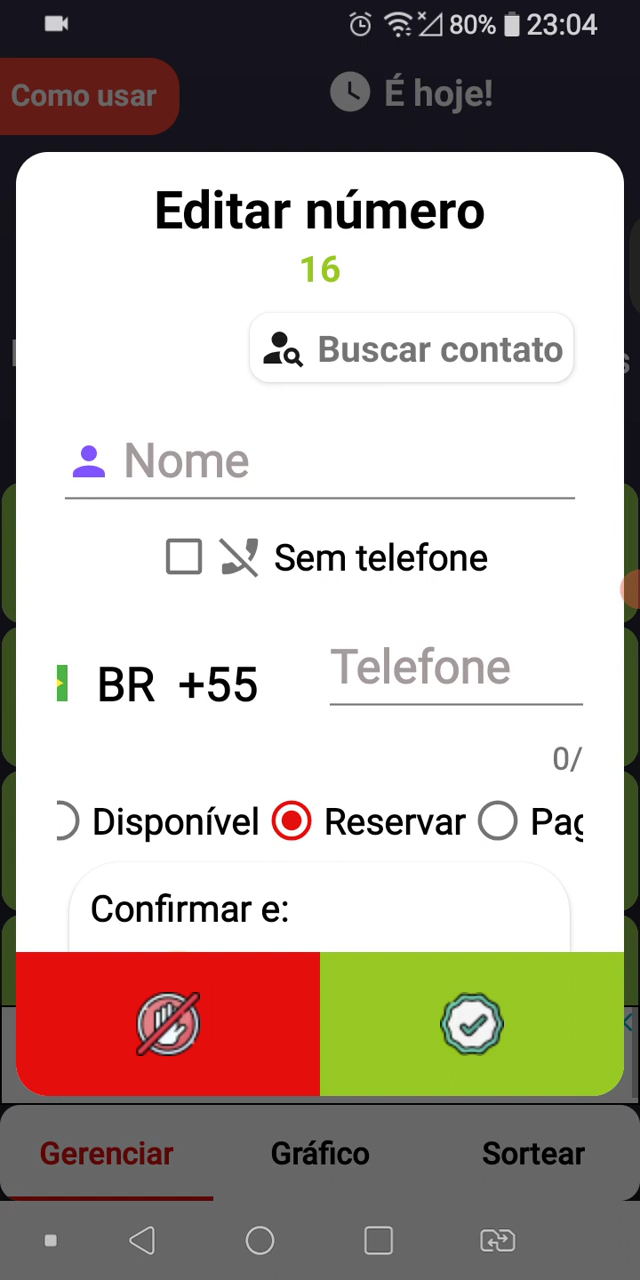 80% 23:04
Como usar
É hoje!
Editar número
16
Buscar contato
Nome
Sem telefone
BR +55
Telefone
0/
Disponível Reservar Pag
Confirmar e:
Gerenciar Gráfico Sortear